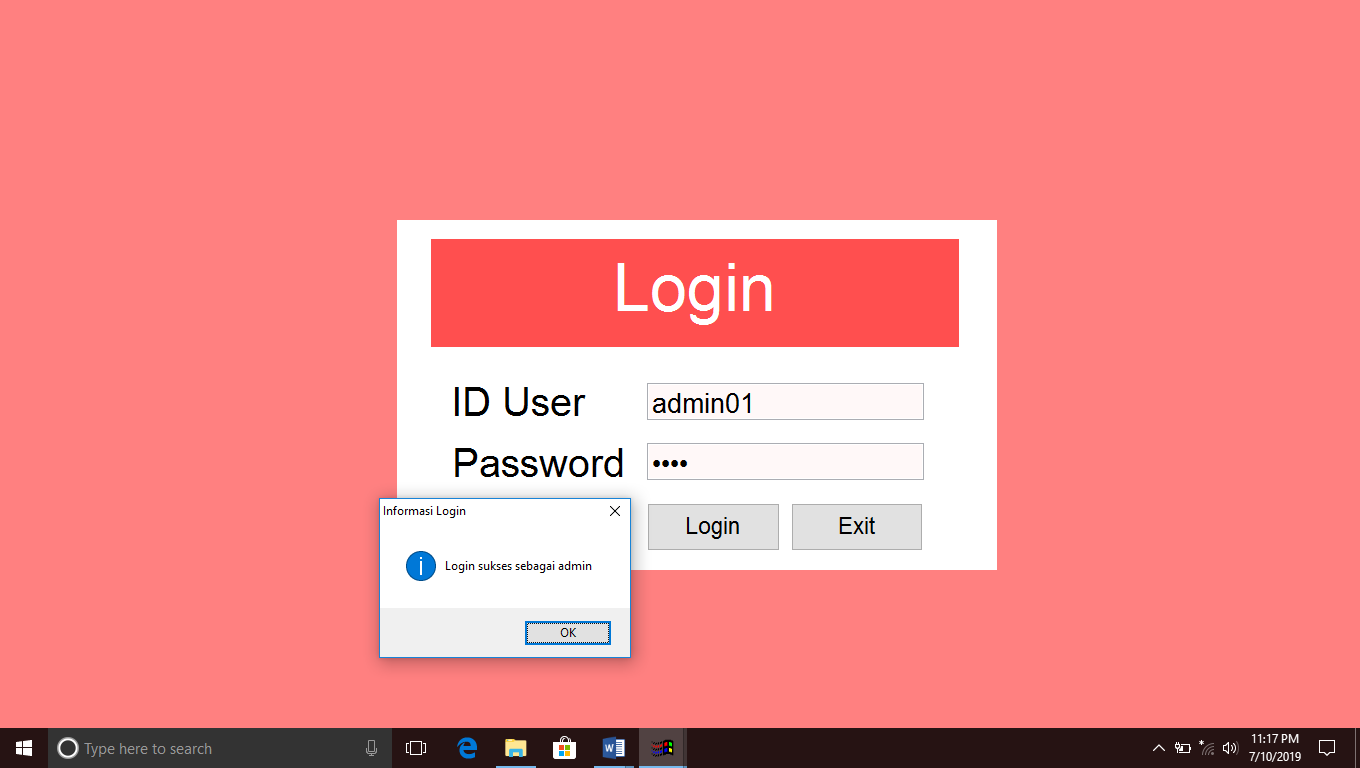 Login
ID User
admin01
Password
••••
Login
Exit
Informasi Login
Login sukses sebagai admin
OK
Type here to search
11:17 PM
7/10/2019